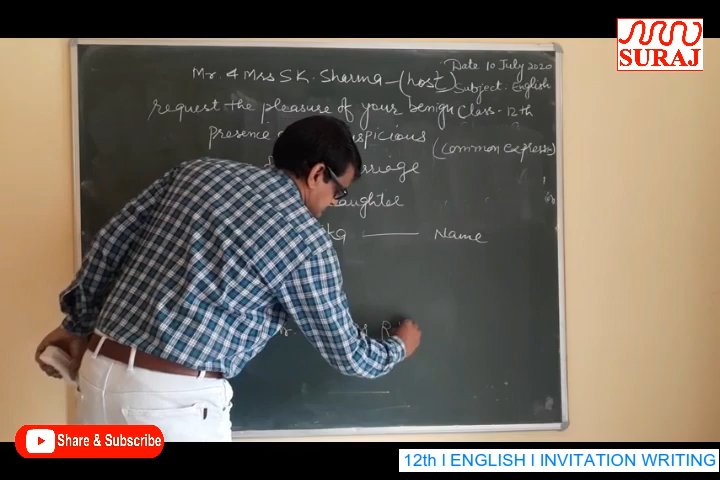 SURAJ
Date 10 July 2020
Mr. & Mrs S K. Sharma - (host)
Subject. English
request the pleasure of your benign
Class - 12th
presence auspicious
(common expression)
marriage
daughter
Name
R
Share & Subscribe
12th I ENGLISH I INVITATION WRITING